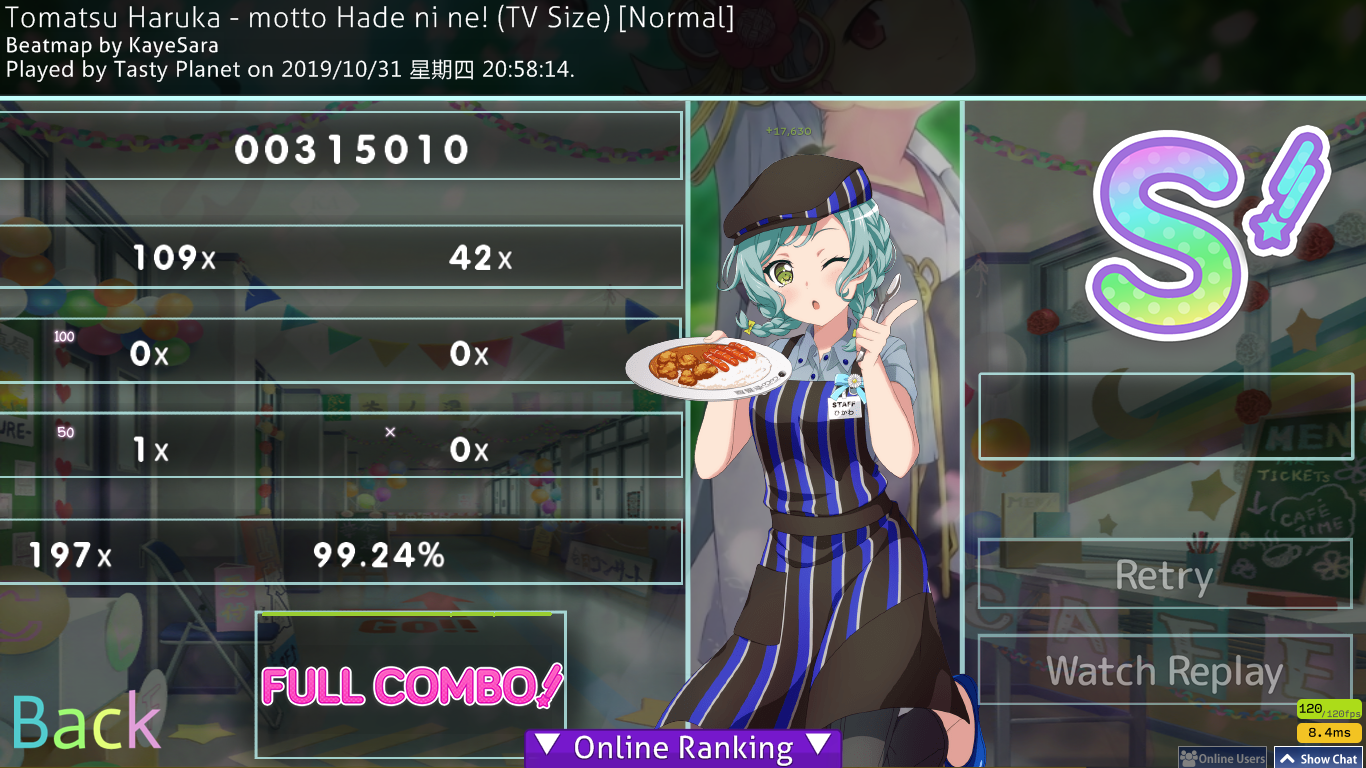 Tomatsu Haruka - motto Hade ni ne! (TV Size) [Normal]
Beatmap by KayeSara
Played by Tasty Planet on 2019/10/31 星期四 20:58:14.
+17,630
00315010
S!
109x 42x
100 0x 0x
50 1x × 0x
197x 99.24%
STAFF
MEN
TICKETS
CAFE
TIME
Retry
GO!!
CAFE
FULL COMBO!
Watch Replay
Back
Online Ranking
120/120fps
8.4ms
Online Users
Show Chat